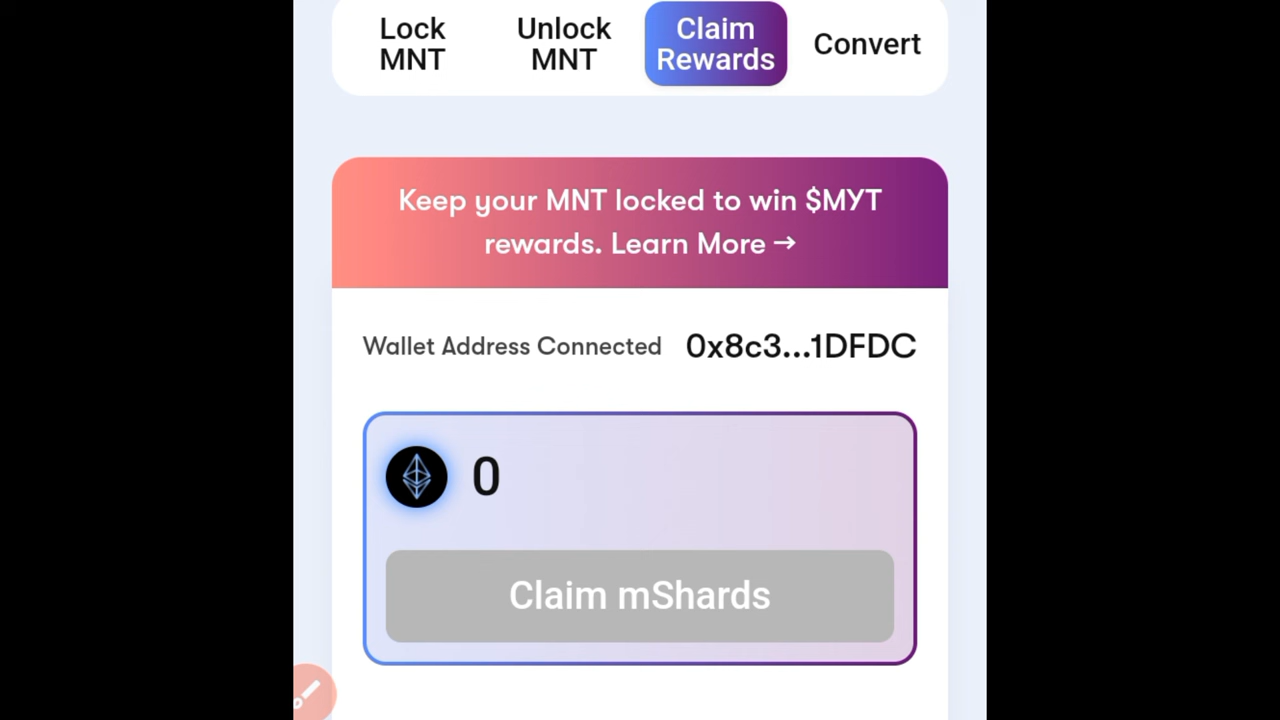 Lock
MNT
Unlock
MNT
Claim
Rewards
Convert
Keep your MNT locked to win $MYT
rewards. Learn More →
Wallet Address Connected 0x8c3...1DFDC
0
Claim mShards